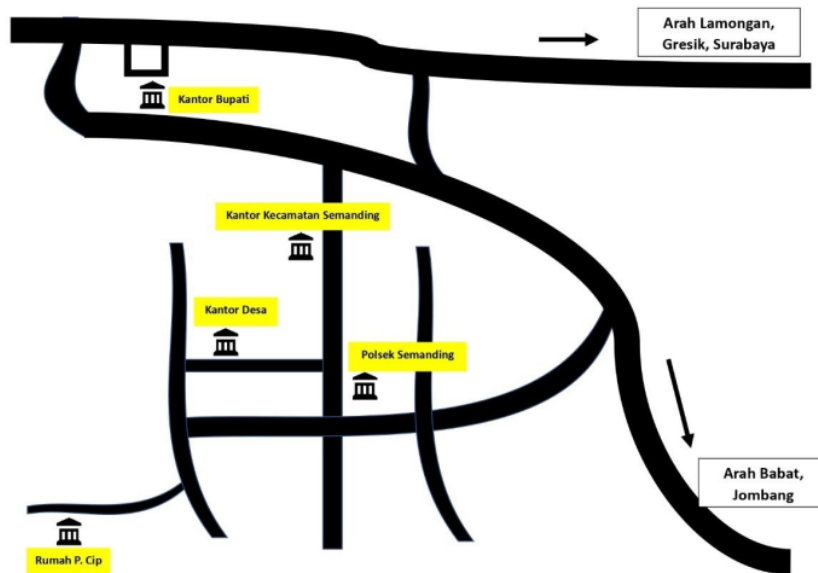 Arah Lamongan,
Gresik, Surabaya
Kantor Bupati
Kantor Kecamatan Semanding
Kantor Desa
Polsek Semanding
Arah Babat,
Jombang
Rumah P. Cip